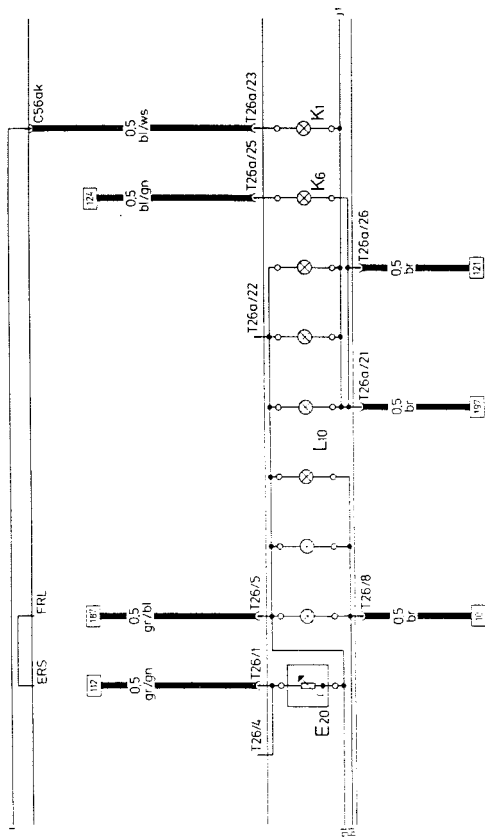 C56ak
0,5
bl/ws
T26a/23
K1
124
0,5
bl/gn
T26a/25
K6
T26a/26
0,5
br
121
T26a/22
T26a/21
0,5
br
197
L10
FRL
187
0,5
gr/bl
T26/5
T26/8
0,5
br
ERS
112
0,5
gr/gn
T26/1
T26/4
E20